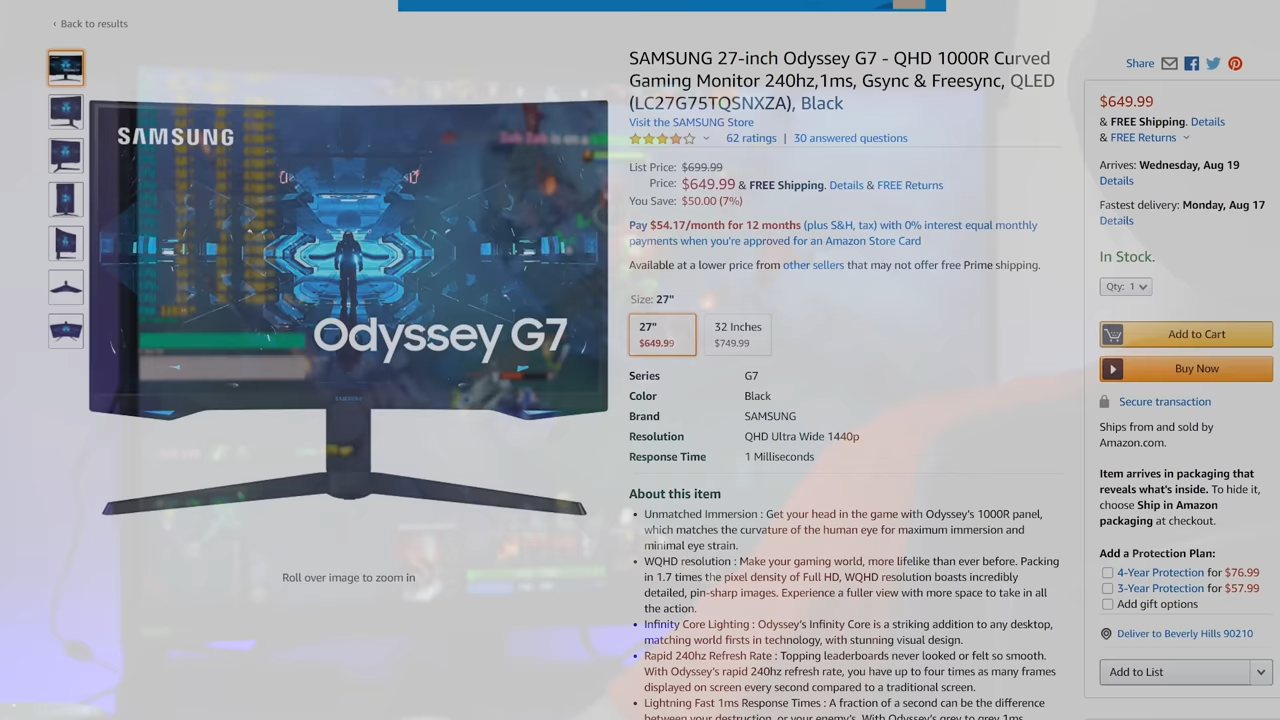 ‹ Back to results
SAMSUNG
Odyssey G7
SAMSUNG
Roll over image to zoom in
SAMSUNG 27-inch Odyssey G7 - QHD 1000R Curved
Gaming Monitor 240hz,1ms, Gsync & Freesync, QLED
(LC27G75TQSNXZA), Black
Visit the SAMSUNG Store
62 ratings | 30 answered questions
List Price: $699.99
Price: $649.99 & FREE Shipping. Details & FREE Returns
You Save: $50.00 (7%)
Pay $54.17/month for 12 months (plus S&H, tax) with 0% interest equal monthly
payments when you're approved for an Amazon Store Card
Available at a lower price from other sellers that may not offer free Prime shipping.
Size: 27"
27" 32 Inches
$649.99 $749.99
Series G7
Color Black
Brand SAMSUNG
Resolution QHD Ultra Wide 1440p
Response Time 1 Milliseconds
About this item
• Unmatched Immersion : Get your head in the game with Odyssey's 1000R panel,
which matches the curvature of the human eye for maximum immersion and
minimal eye strain.
• WQHD resolution : Make your gaming world, more lifelike than ever before. Packing
in 1.7 times the pixel density of Full HD, WQHD resolution boasts incredibly
detailed, pin-sharp images. Experience a fuller view with more space to take in all
the action.
• Infinity Core Lighting : Odyssey's Infinity Core is a striking addition to any desktop,
matching world firsts in technology, with stunning visual design.
• Rapid 240hz Refresh Rate : Topping leaderboards never looked or felt so smooth.
With Odyssey's rapid 240hz refresh rate, you have up to four times as many frames
displayed on screen every second compared to a traditional screen.
• Lightning Fast 1ms Response Times : A fraction of a second can be the difference
between your destruction, or your enemy's. With Odyssey's grey to grey 1ms
Share
$649.99
& FREE Shipping. Details
& FREE Returns
Arrives: Wednesday, Aug 19
Details
Fastest delivery: Monday, Aug 17
Details
In Stock.
Qty: 1
Add to Cart
Buy Now
Secure transaction
Ships from and sold by
Amazon.com.
Item arrives in packaging that
reveals what's inside. To hide it,
choose Ship in Amazon
packaging at checkout.
Add a Protection Plan:
4-Year Protection for $76.99
3-Year Protection for $57.99
Add gift options
Deliver to Beverly Hills 90210
Add to List